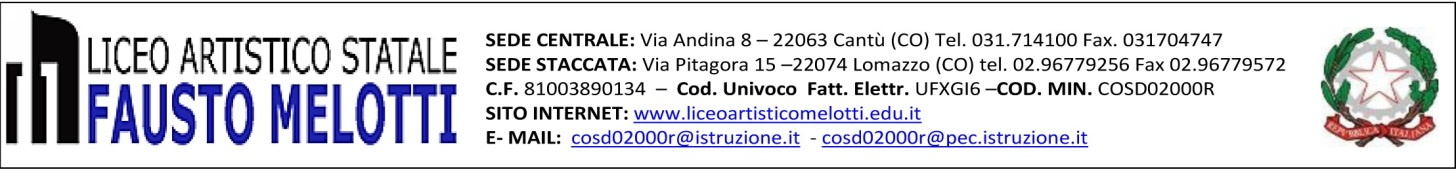 LICEO ARTISTICO STATALE
FAUSTO MELOTTI
SEDE CENTRALE: Via Andina 8 – 22063 Cantù (CO) Tel. 031.714100 Fax. 031704747
SEDE STACCATA: Via Pitagora 15 –22074 Lomazzo (CO) tel. 02.96779256 Fax 02.96779572
C.F. 81003890134 – Cod. Univoco Fatt. Elettr. UFXGI6 –COD. MIN. COSD02000R
SITO INTERNET: www.liceoartisticomelotti.edu.it
E- MAIL: cosd02000r@istruzione.it - cosd02000r@pec.istruzione.it
REPVBBLICA ITALIANA